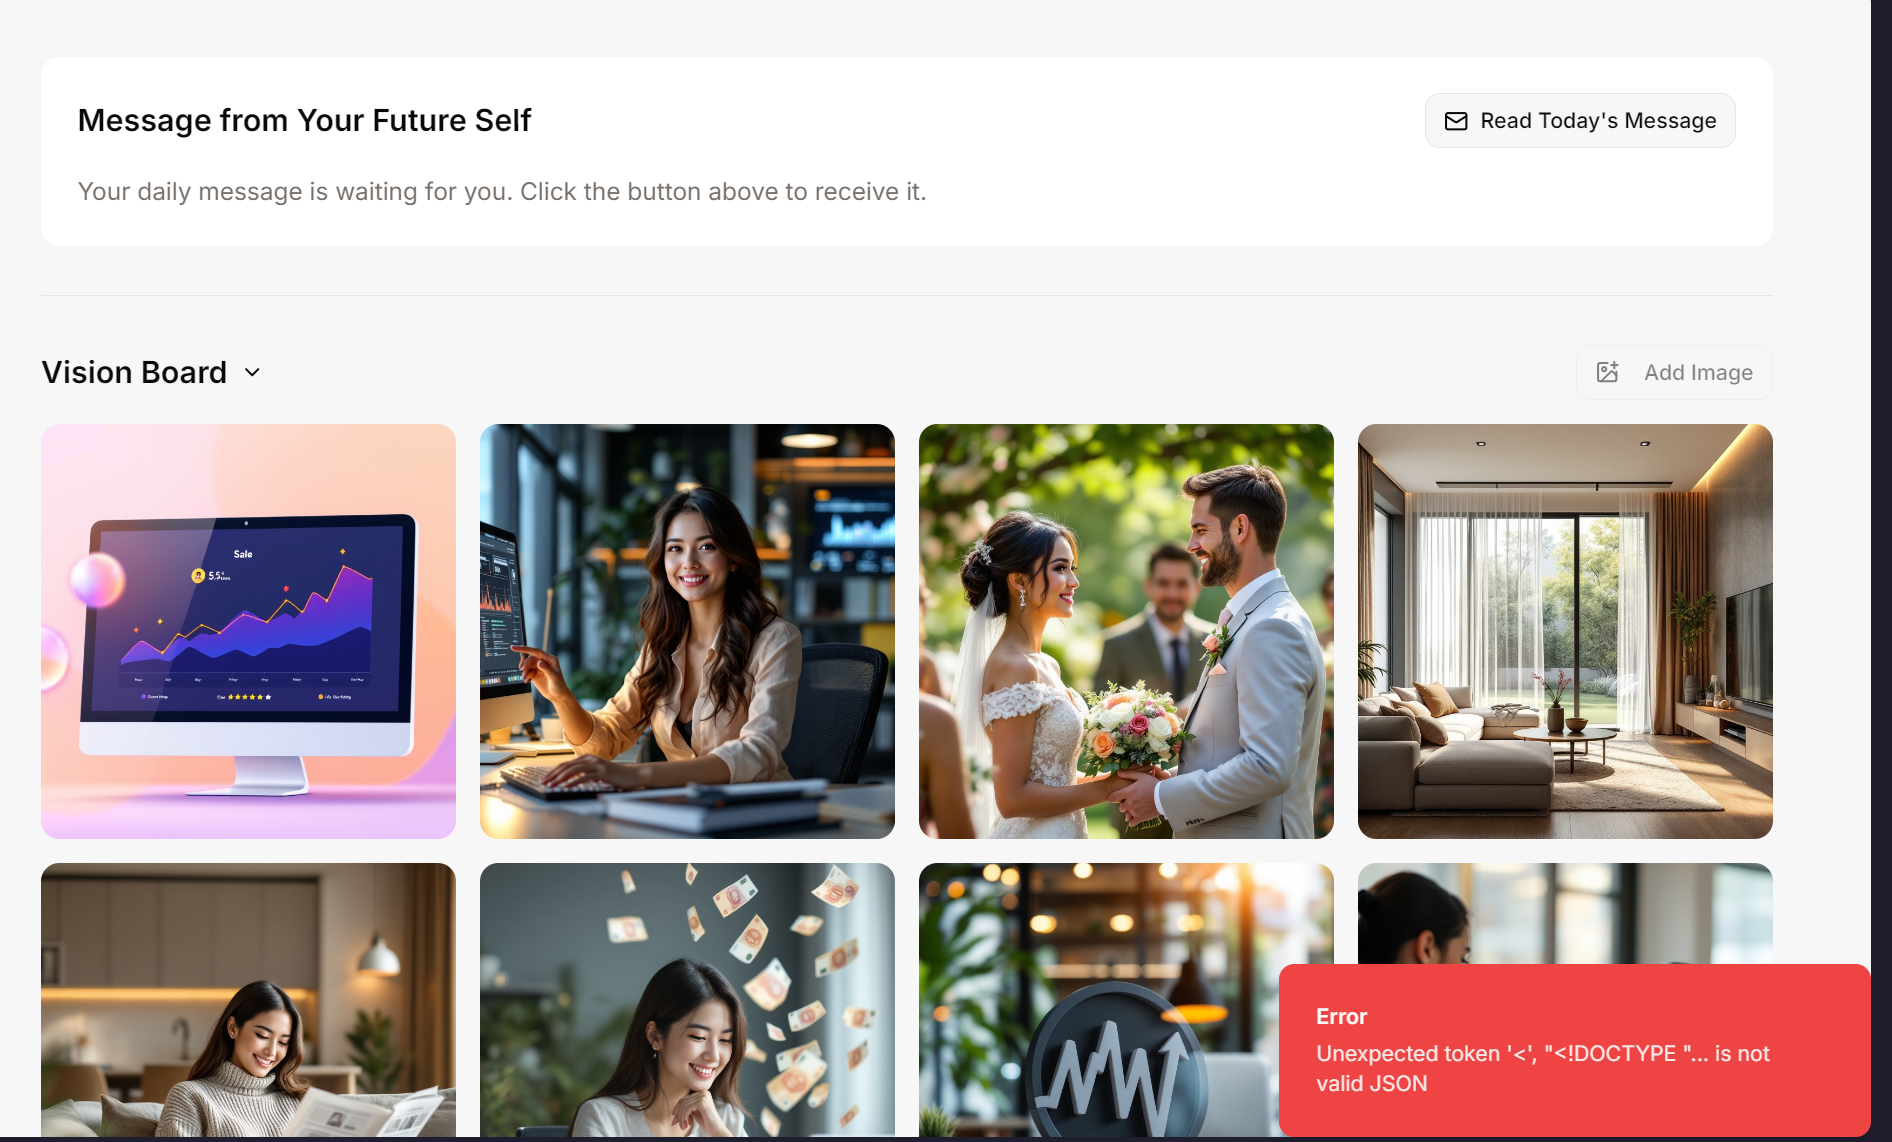 Message from Your Future Self
Read Today's Message
Your daily message is waiting for you. Click the button above to receive it.
Vision Board
Add Image
Sale
Error
Unexpected token '<', "<!DOCTYPE "... is not
valid JSON